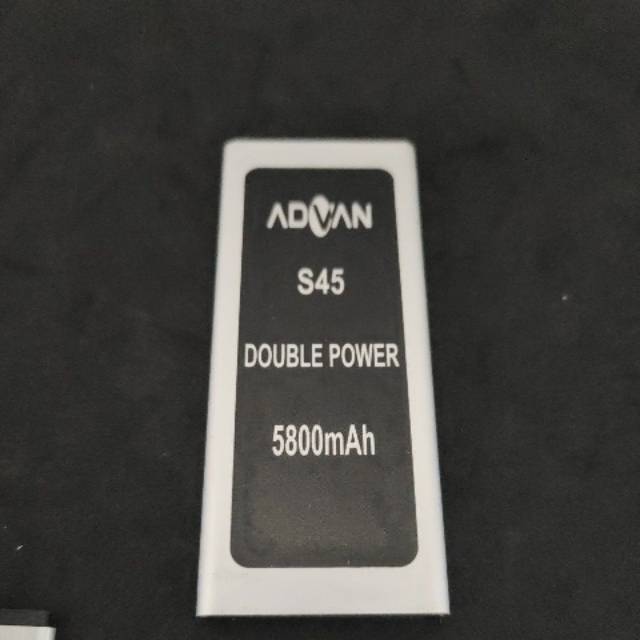 ADVAN
S45
DOUBLE POWER
5800mAh